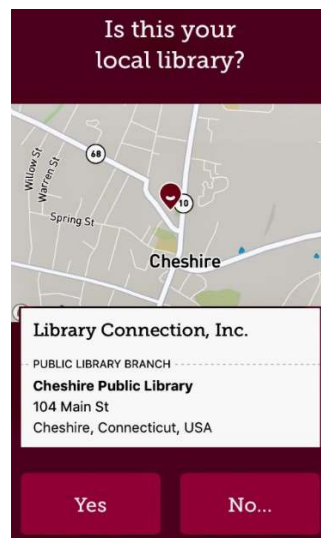 Is this your
local library?
68
Willow St
Warren St
10
Spring St
Cheshire
Library Connection, Inc.
PUBLIC LIBRARY BRANCH
Cheshire Public Library
104 Main St
Cheshire, Connecticut, USA
Yes
No...